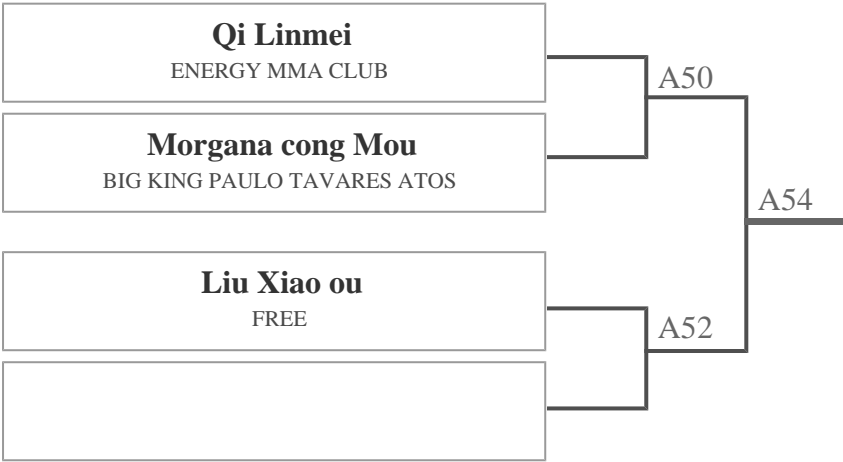 Qi Linmei
ENERGY MMA CLUB
A50
Morgana cong Mou
BIG KING PAULO TAVARES ATOS
A54
Liu Xiao ou
FREE
A52